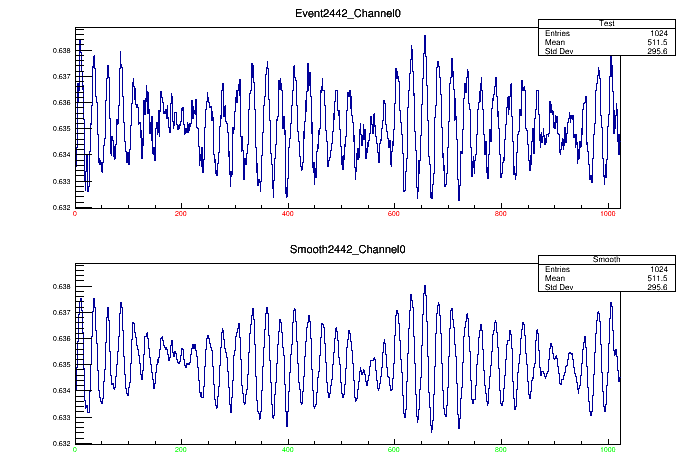 Event2442_Channel0
Test
Entries 1024
Mean 511.5
Std Dev 295.6
0.638
0.637
0.636
0.635
0.634
0.633
0.632
0 200 400 600 800 1000
Smooth2442_Channel0
Smooth
Entries 1024
Mean 511.5
Std Dev 295.6
0.638
0.637
0.636
0.635
0.634
0.633
0.632
0 200 400 600 800 1000